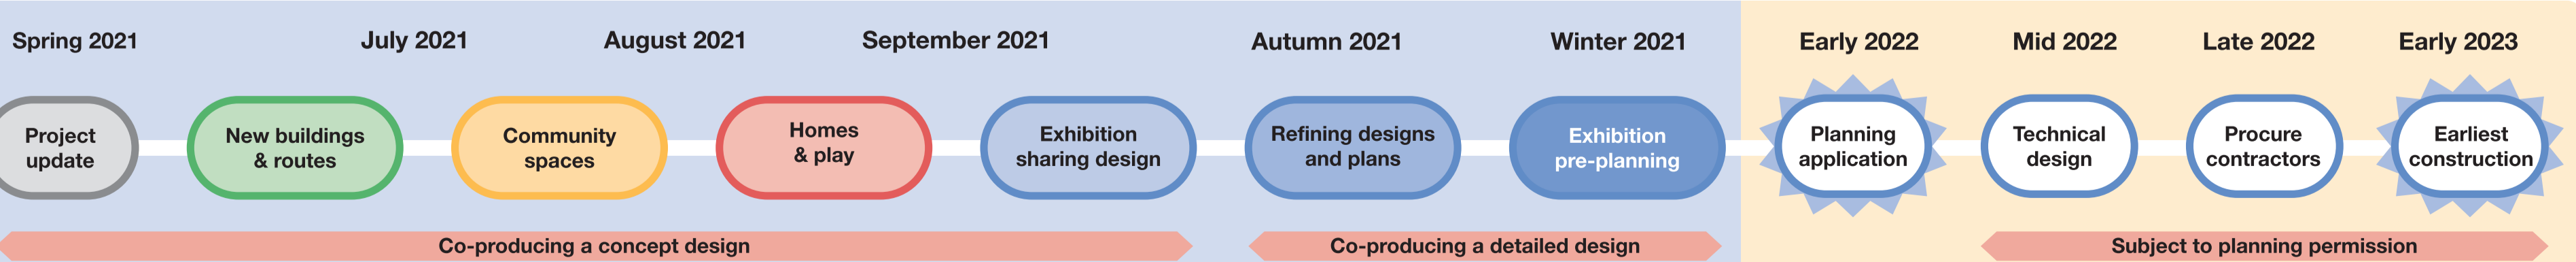 Spring 2021
July 2021
August 2021
September 2021
Autumn 2021
Winter 2021
Early 2022
Mid 2022
Late 2022
Early 2023
Project
update
New buildings
& routes
Community
spaces
Homes
& play
Exhibition
sharing design
Refining designs
and plans
Exhibition
pre-planning
Planning
application
Technical
design
Procure
contractors
Earliest
construction
Co-producing a concept design
Co-producing a detailed design
Subject to planning permission